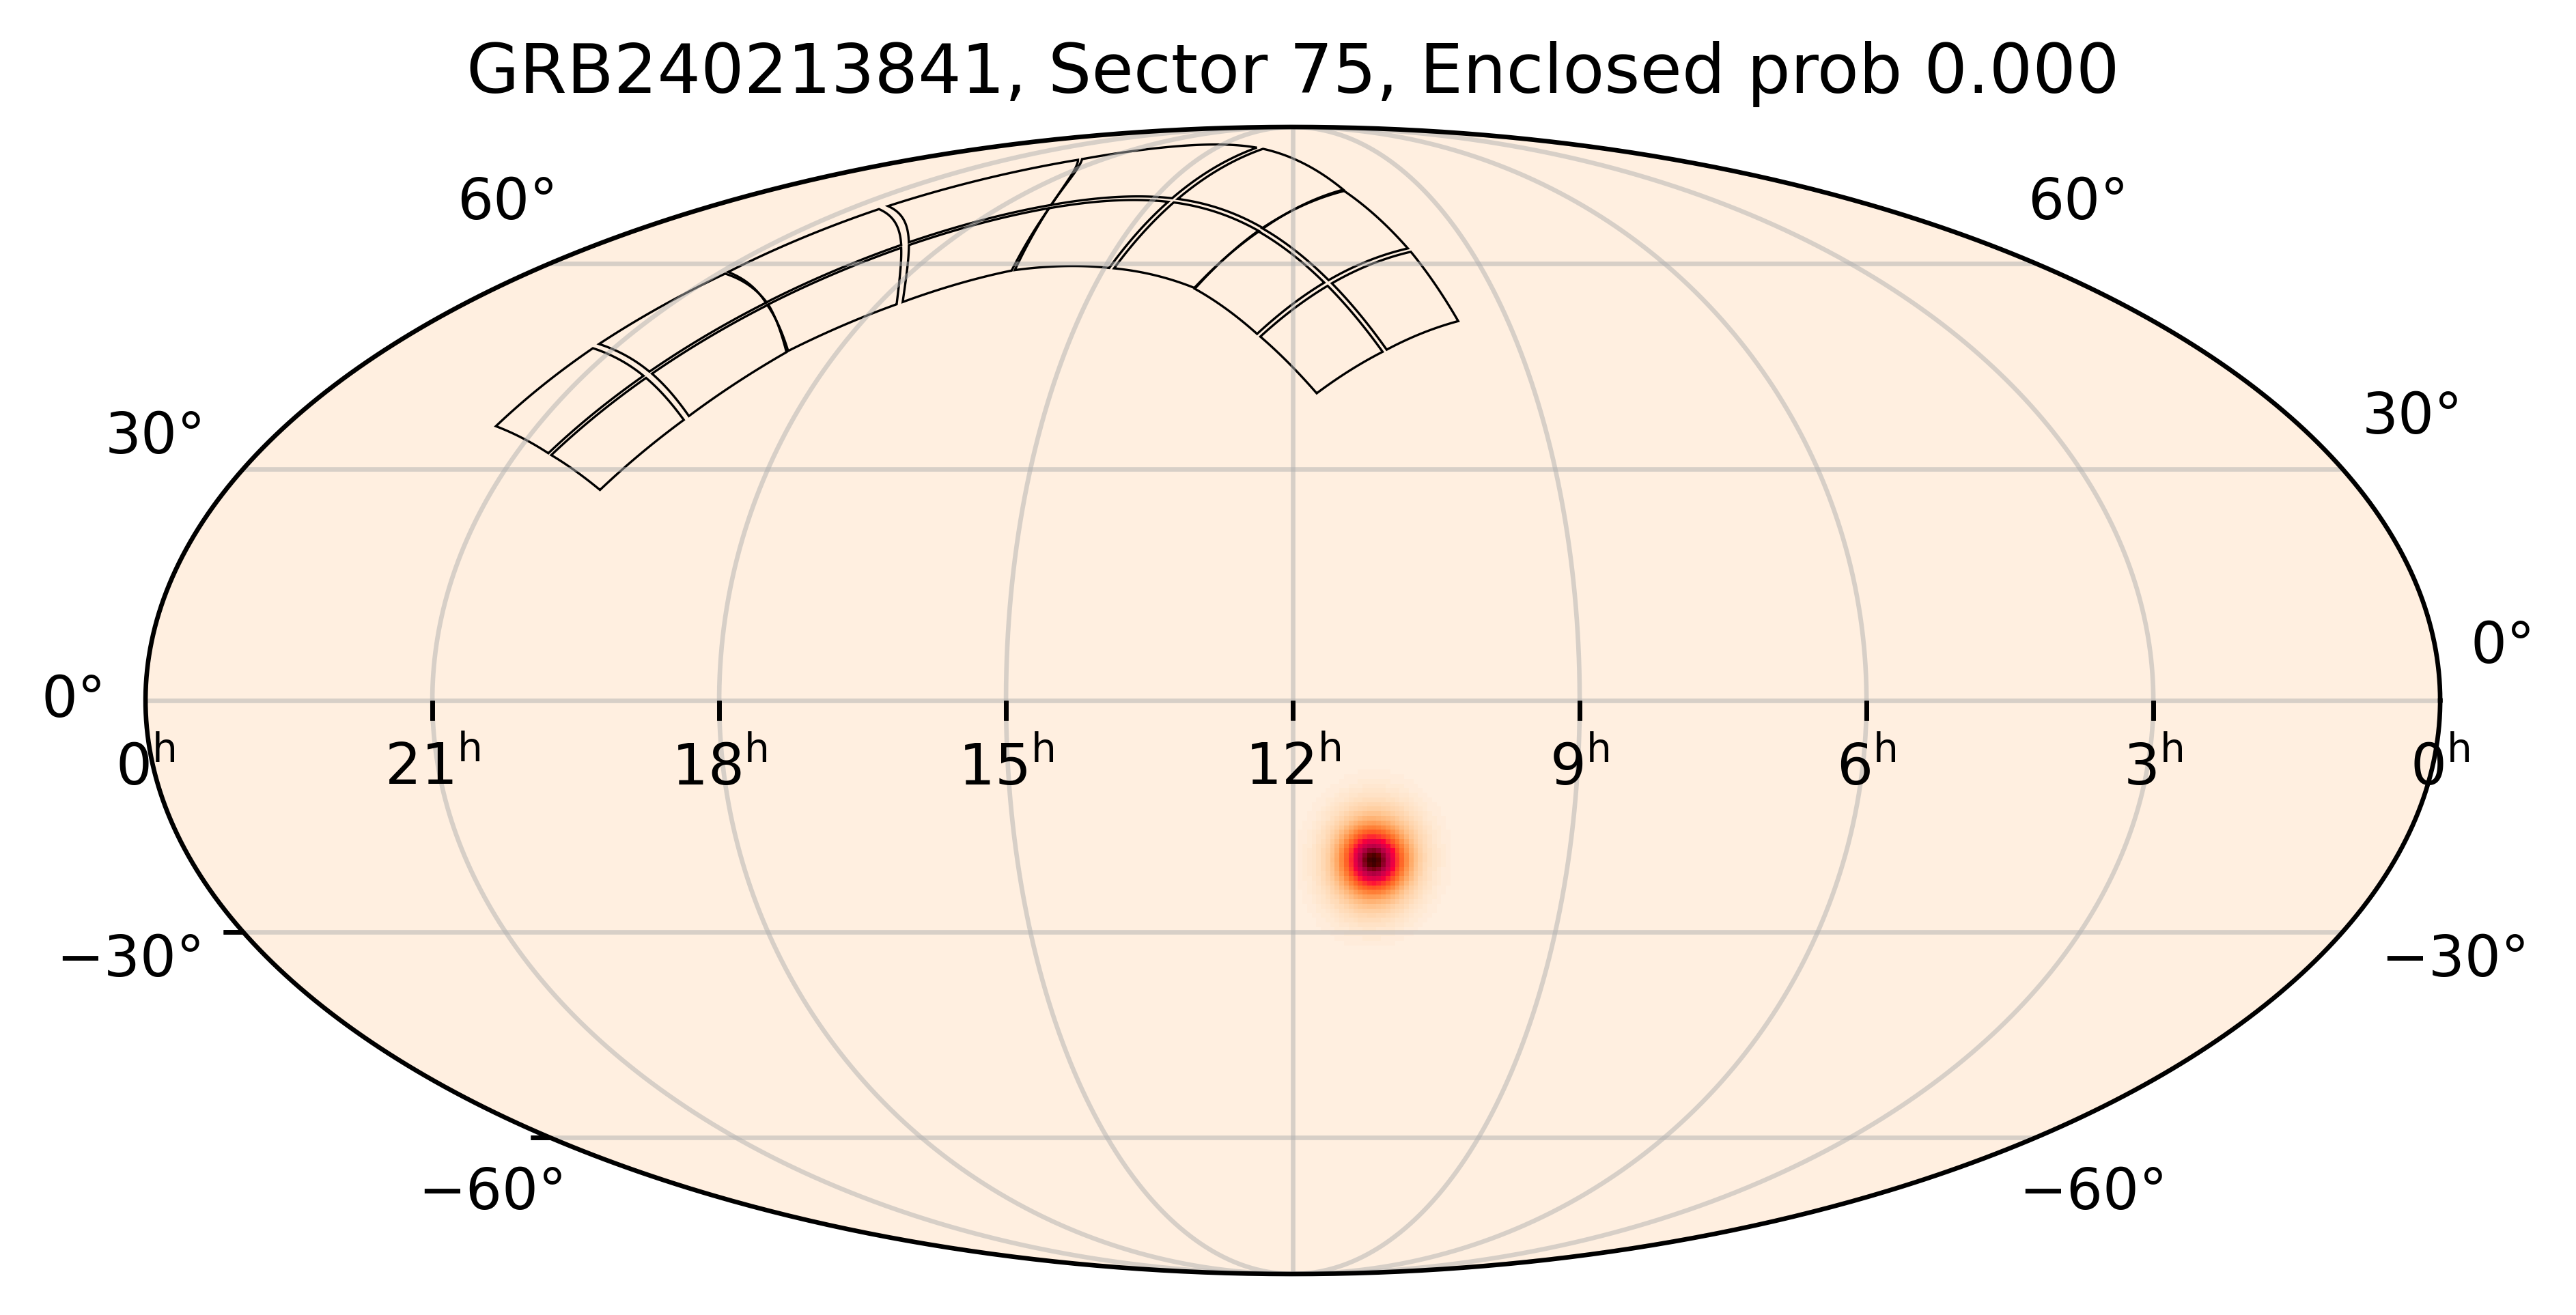 GRB240213841, Sector 75, Enclosed prob 0.000
60° 60°
30° 30°
0° 0°
0ʰ 21ʰ 18ʰ 15ʰ 12ʰ 9ʰ 6ʰ 3ʰ 0ʰ
−30° −30°
−60° −60°